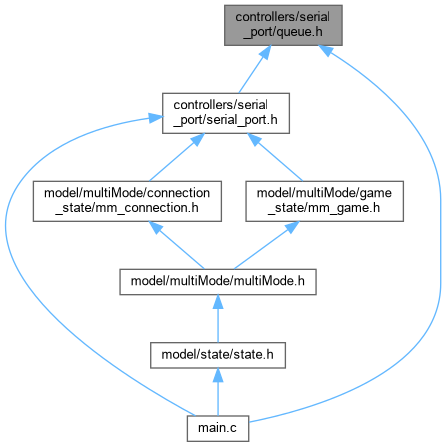 controllers/serial
_port/queue.h
controllers/serial
_port/serial_port.h
model/multiMode/connection
_state/mm_connection.h
model/multiMode/game
_state/mm_game.h
model/multiMode/multiMode.h
model/state/state.h
main.c